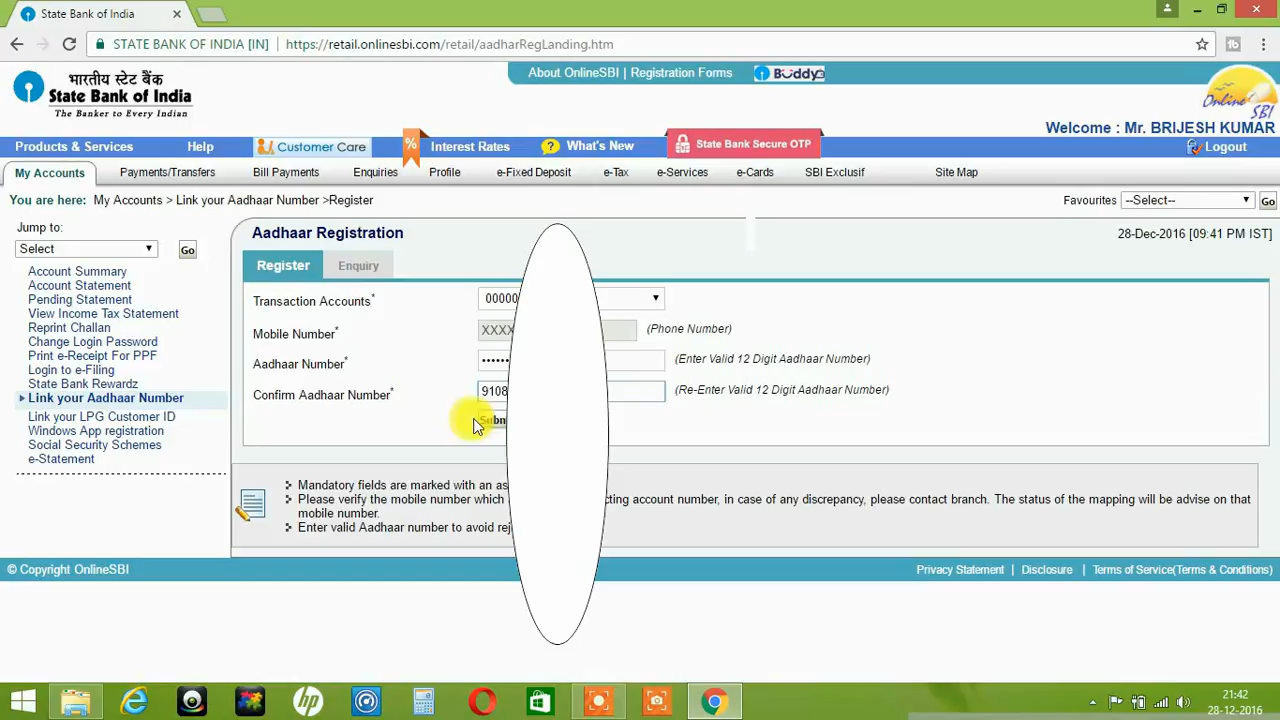 State Bank of India
STATE BANK OF INDIA [IN] https://retail.onlinesbi.com/retail/aadharRegLanding.htm
About OnlineSBI | Registration Forms Buddy
भारतीय स्टेट बैंक
State Bank of India
The Banker to Every Indian
Online SBI
Welcome : Mr. BRIJESH KUMAR
Products & Services Help Customer Care % Interest Rates ? What's New State Bank Secure OTP Logout
My Accounts Payments/Transfers Bill Payments Enquiries Profile e-Fixed Deposit e-Tax e-Services e-Cards SBI Exclusif Site Map
You are here: My Accounts > Link your Aadhaar Number >Register Favourites --Select-- Go
Jump to:
Select Go
Account Summary
Account Statement
Pending Statement
View Income Tax Statement
Reprint Challan
Change Login Password
Print e-Receipt For PPF
Login to e-Filing
State Bank Rewardz
Link your Aadhaar Number
Link your LPG Customer ID
Windows App registration
Social Security Schemes
e-Statement
Aadhaar Registration 28-Dec-2016 [09:41 PM IST]
Register Enquiry
Transaction Accounts* 00000
Mobile Number* XXXX (Phone Number)
Aadhaar Number* •••••• (Enter Valid 12 Digit Aadhaar Number)
Confirm Aadhaar Number* 9108 (Re-Enter Valid 12 Digit Aadhaar Number)
Mandatory fields are marked with an
Please verify the mobile number which account number, in case of any discrepancy, please contact branch. The status of the mapping will be advise on that
mobile number.
Enter valid Aadhaar number to avoid
© Copyright OnlineSBI Privacy Statement | Disclosure | Terms of Service(Terms & Conditions)
21:42
28-12-2016